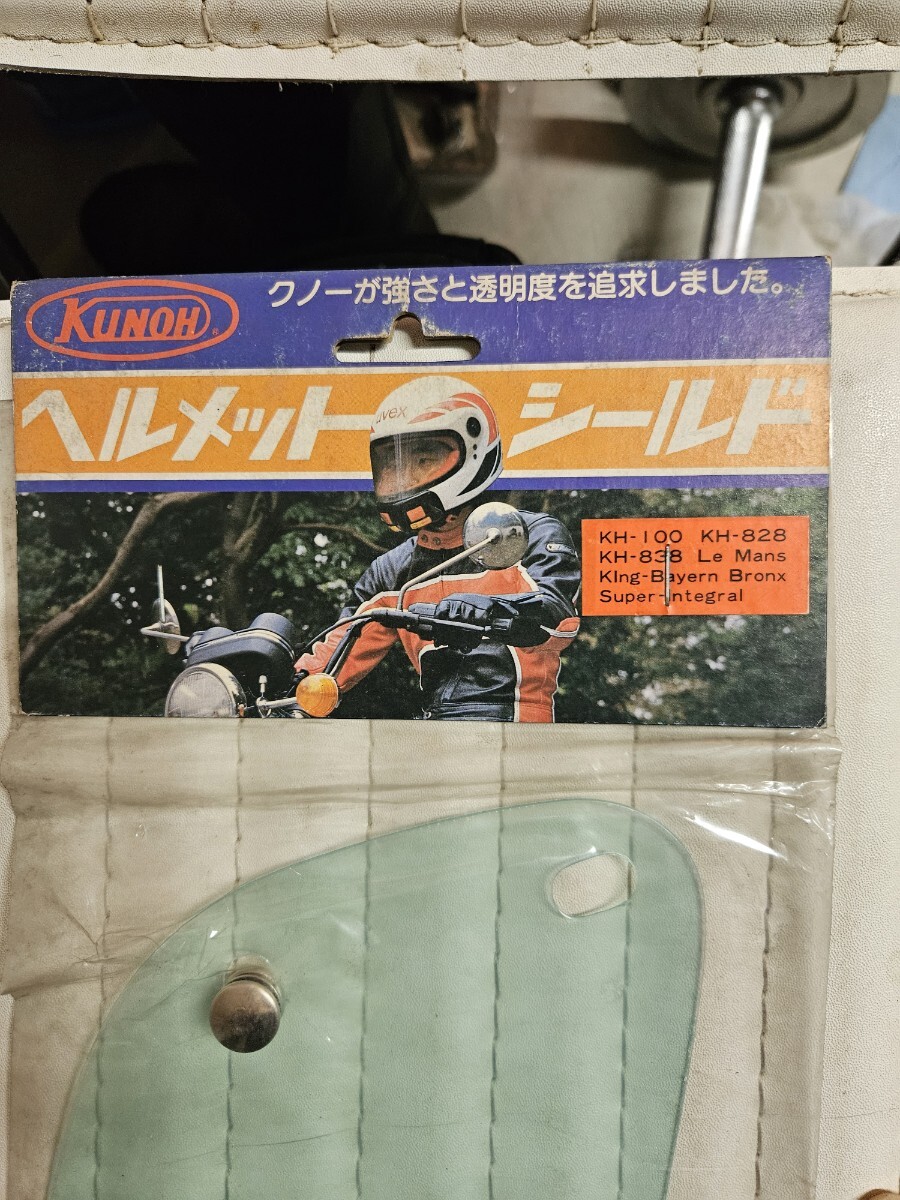 KUNOH
クノーが強さと透明度を追求しました。
ヘルメットシールド
uvex
KH-100 KH-828
KH-838 Le Mans
King-Bayern Bronx
Super-Integral